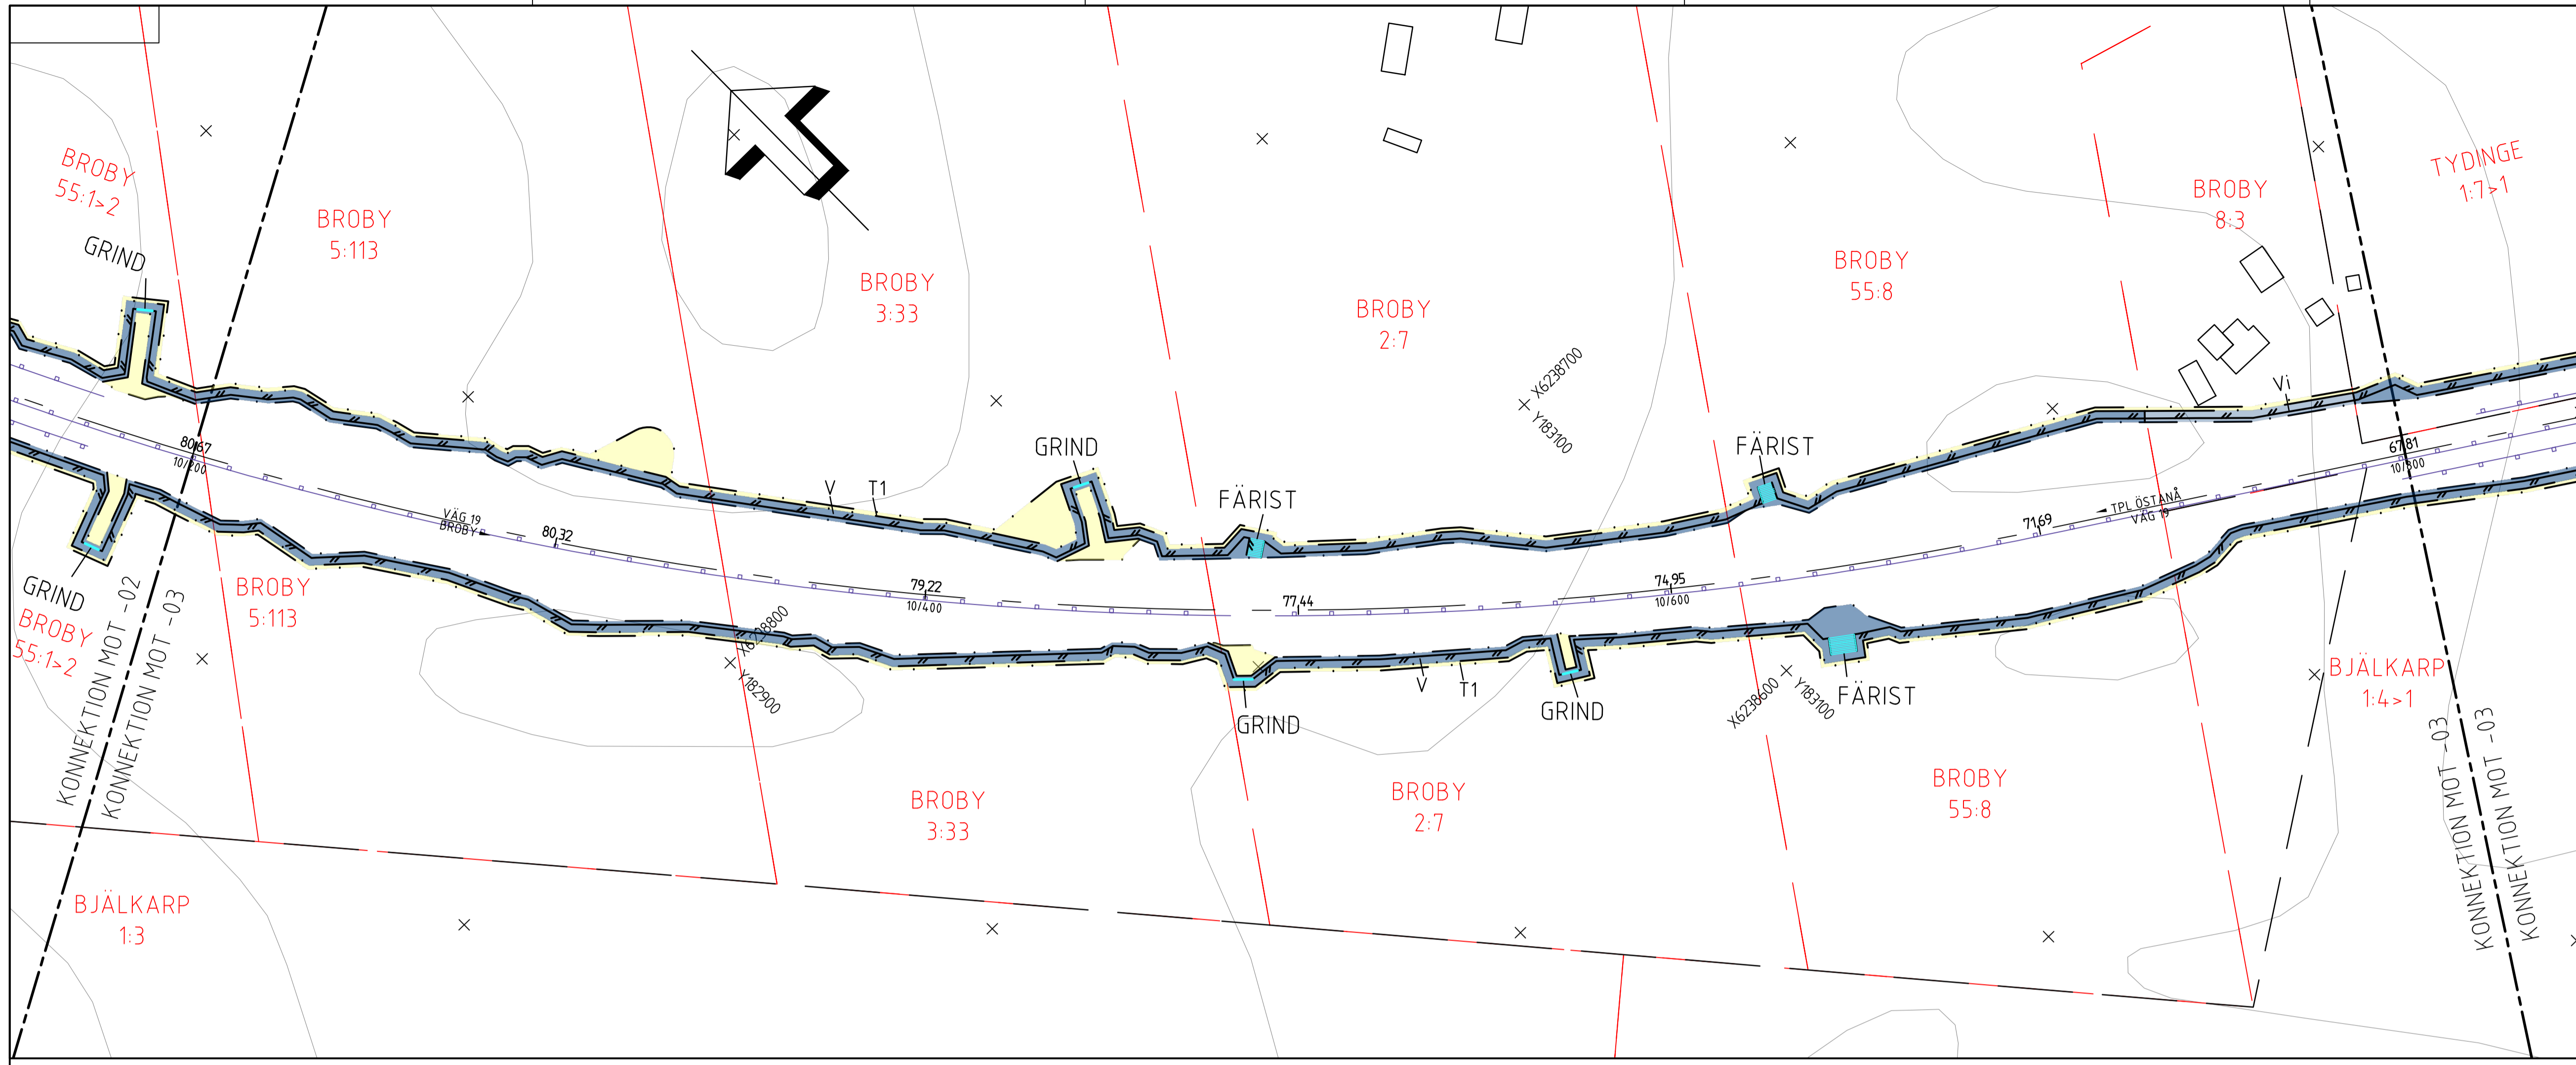 BROBY
55:1>2
GRIND
BROBY
5:113
BROBY
3:33
BROBY
2:7
X6238700
Y183100
BROBY
55:8
BROBY
8:3
TYDINGE
1:7>1
GRIND
FÄRIST
FÄRIST
Vi
V
T1
80,67
10/200
VÄG 19
BROBY
80,32
79,22
10/400
77,44
74,95
10/600
71,69
TPL ÖSTANÅ
VÄG 19
67,81
10/800
GRIND
BROBY
55:1>2
KONNEKTION MOT -02
KONNEKTION MOT -03
BROBY
5:113
X6238800
Y182900
GRIND
V
T1
GRIND
X6238600
Y183100
FÄRIST
BJÄLKARP
1:4>1
BROBY
3:33
BROBY
2:7
BROBY
55:8
KONNEKTION MOT -03
KONNEKTION MOT -03
BJÄLKARP
1:3